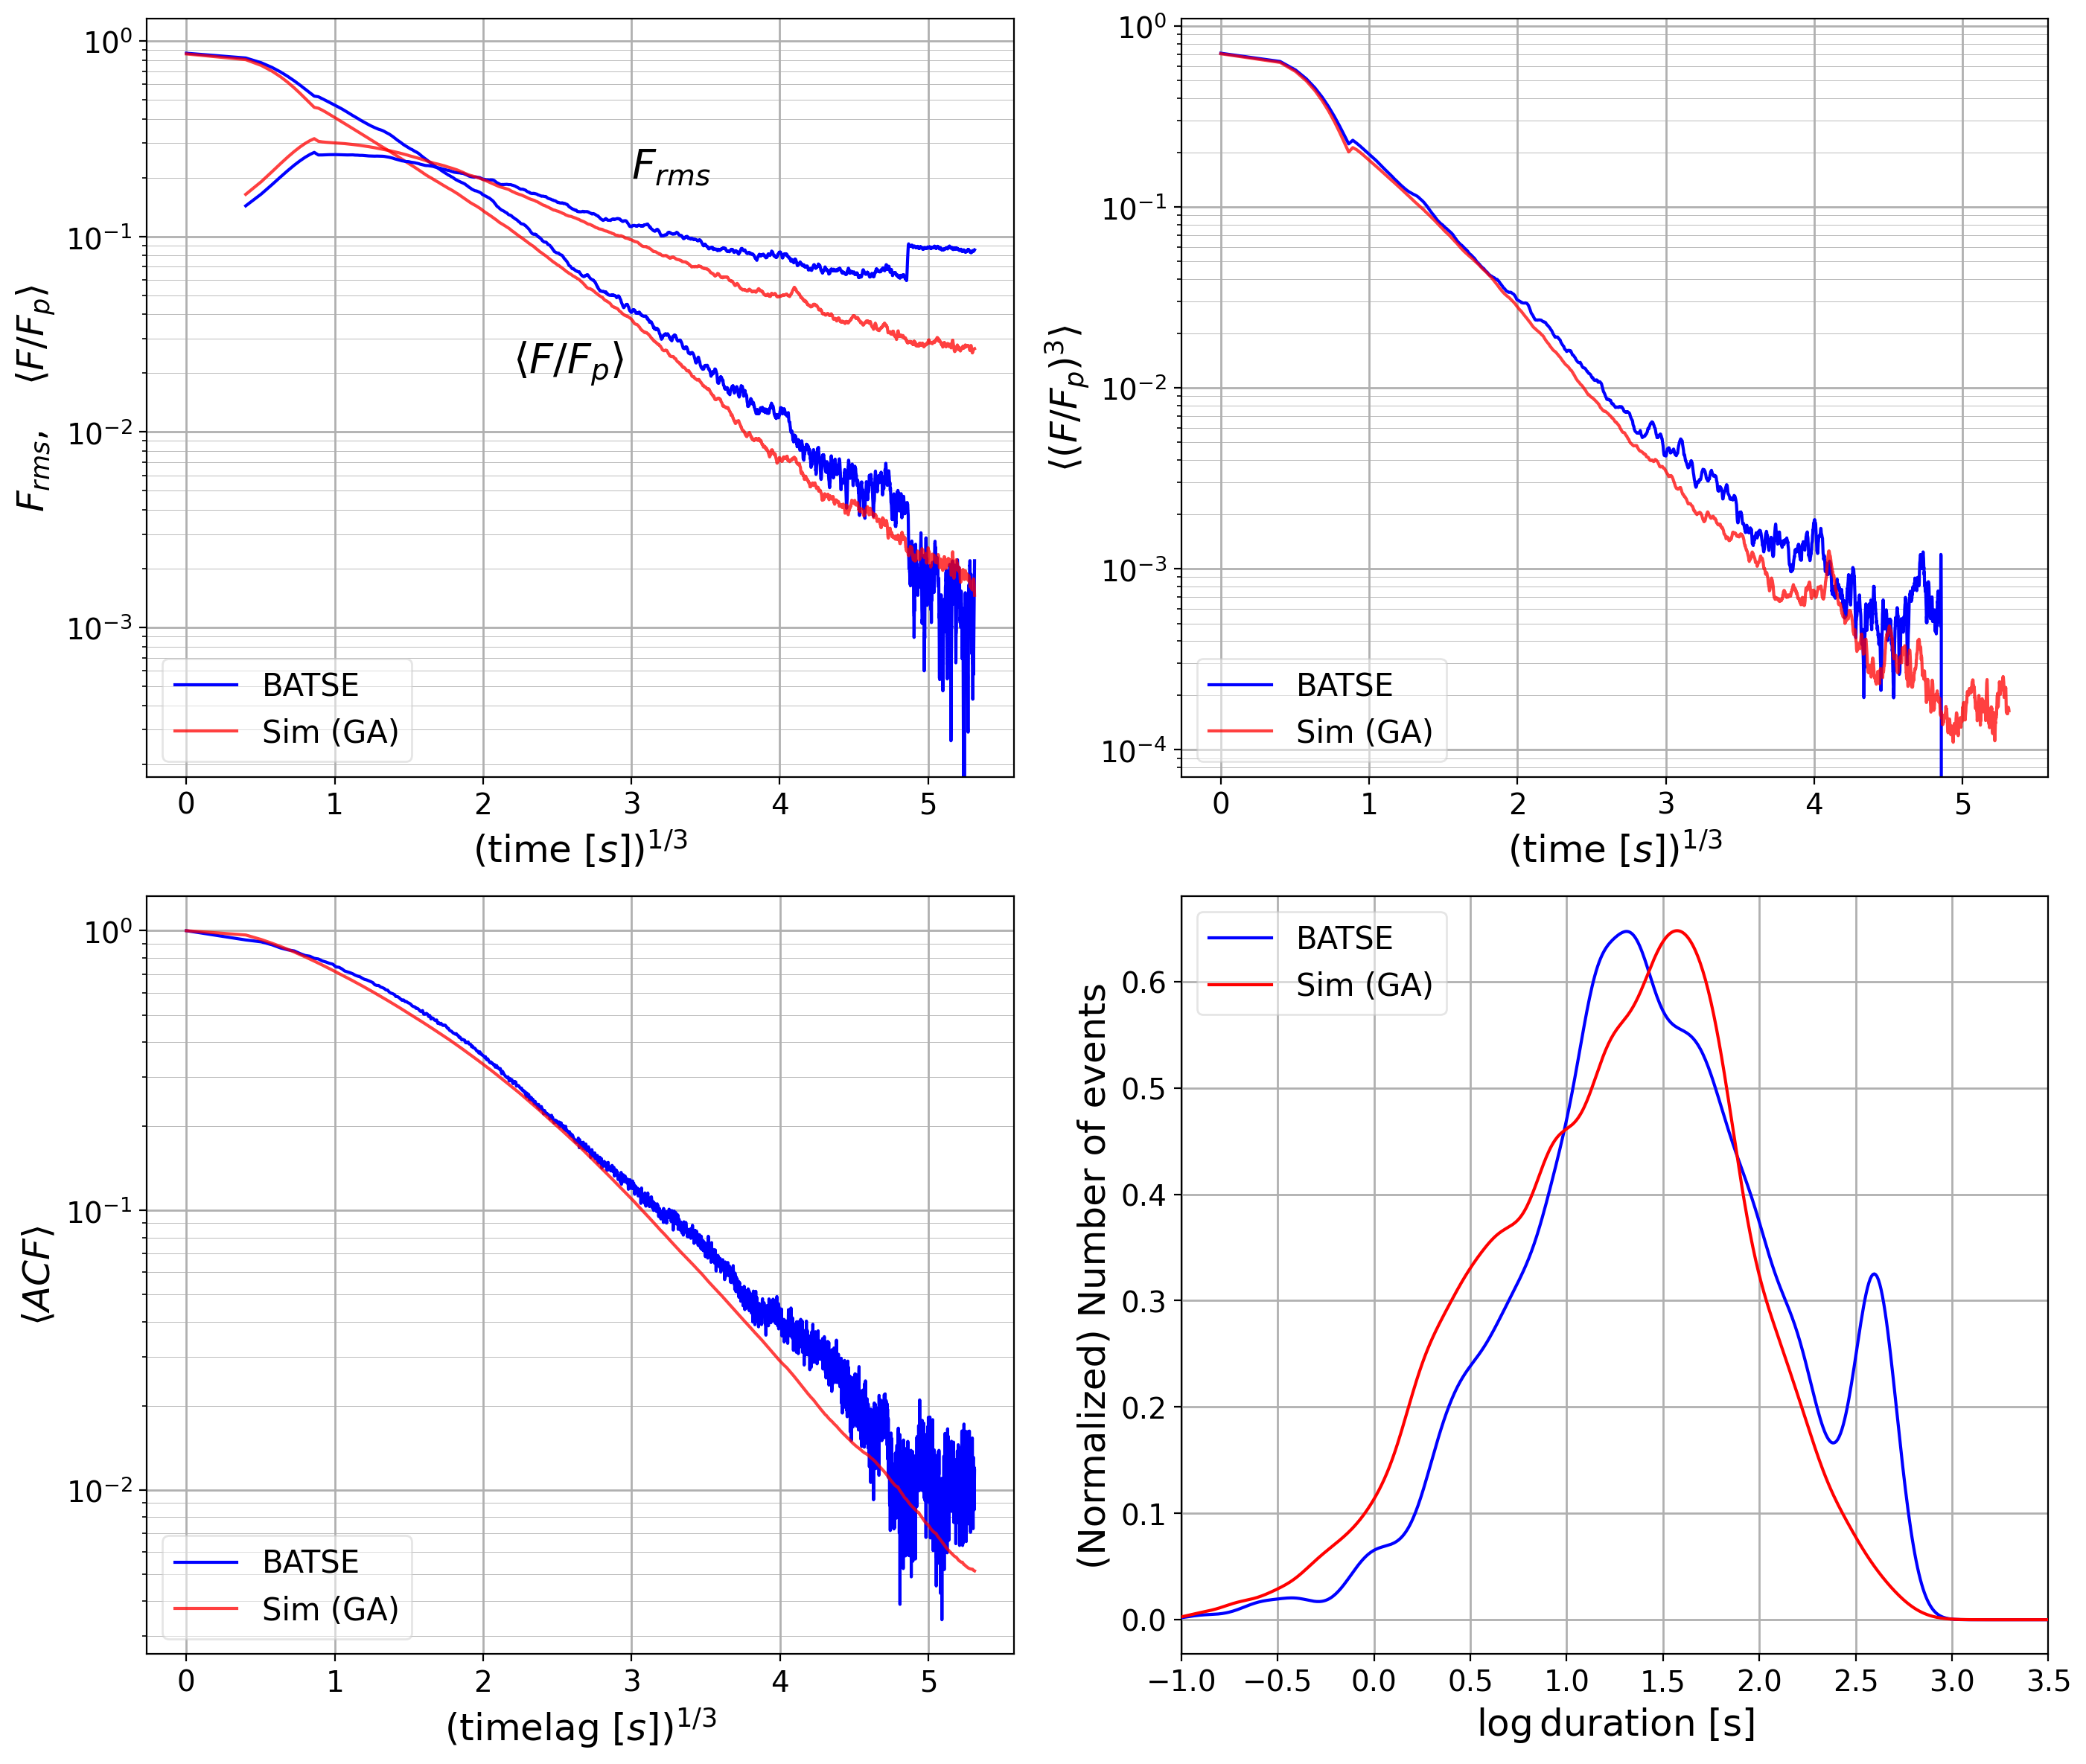 10⁰
10⁻¹
10⁻²
10⁻³
F_rms, ⟨F/F_p⟩
F_rms
⟨F/F_p⟩
BATSE
Sim (GA)
0 1 2 3 4 5
(time [s])^{1/3}
10⁰
10⁻¹
10⁻²
10⁻³
10⁻⁴
⟨(F/F_p)³⟩
BATSE
Sim (GA)
0 1 2 3 4 5
(time [s])^{1/3}
10⁰
10⁻¹
10⁻²
⟨ACF⟩
BATSE
Sim (GA)
0 1 2 3 4 5
(timelag [s])^{1/3}
BATSE
Sim (GA)
0.6
0.5
0.4
0.3
0.2
0.1
0.0
(Normalized) Number of events
−1.0 −0.5 0.0 0.5 1.0 1.5 2.0 2.5 3.0 3.5
log duration [s]